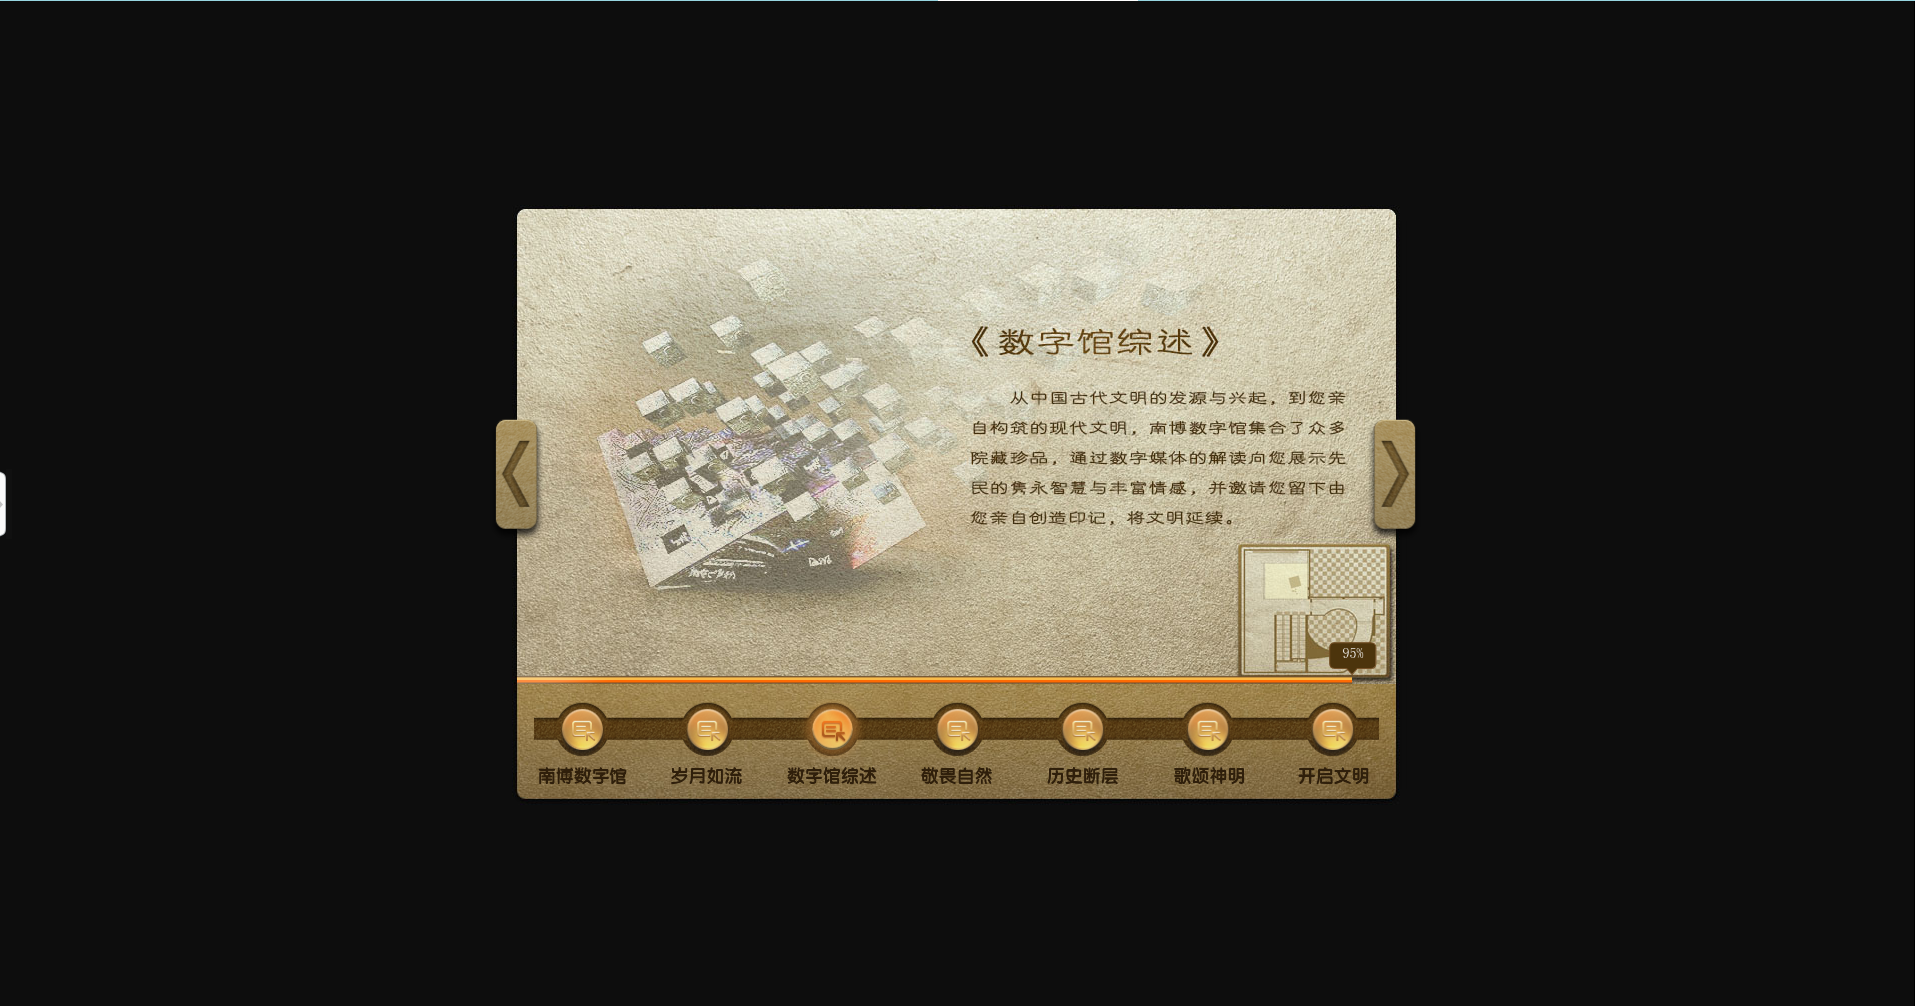 《数字馆综述》
从中国古代文明的发源与兴起，到您亲
自构筑的现代文明，南博数字馆集合了众多
院藏珍品，通过数字媒体的解读向您展示先
民的隽永智慧与丰富情感，并邀请您留下由
您亲自创造印记，将文明延续。
95%
南博数字馆 岁月如流 数字馆综述 敬畏自然 历史断层 歌颂神明 开启文明